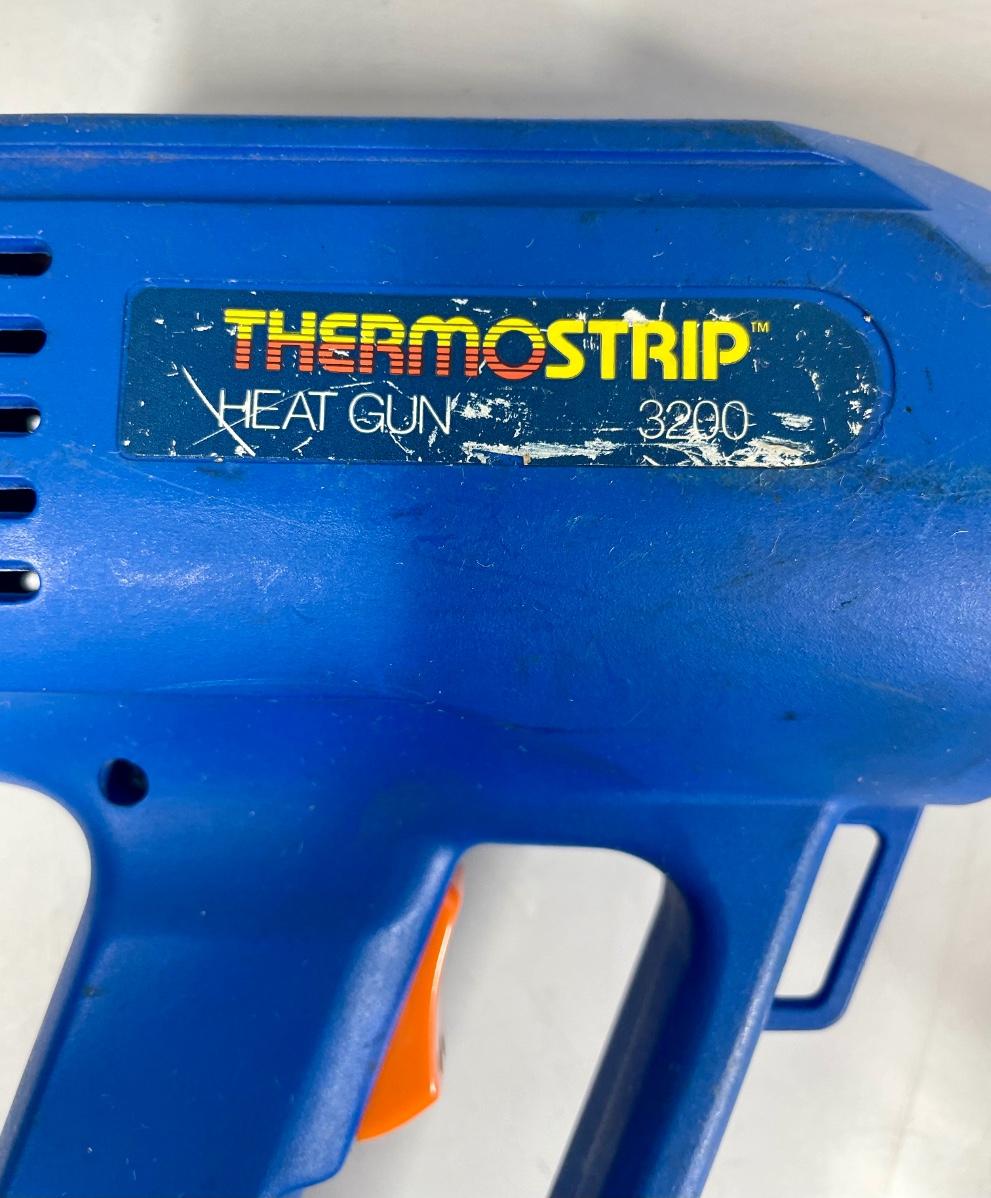 THERMOSTRIP™
HEAT GUN 3200